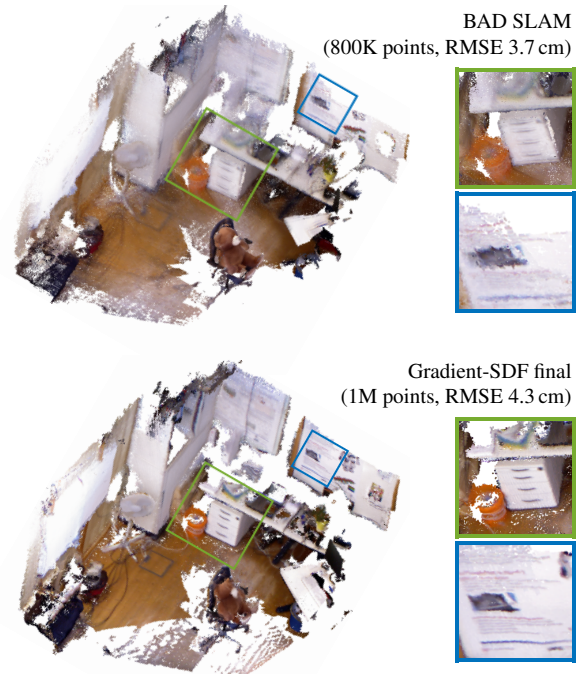 BAD SLAM
(800K points, RMSE 3.7 cm)
Gradient-SDF final
(1M points, RMSE 4.3 cm)